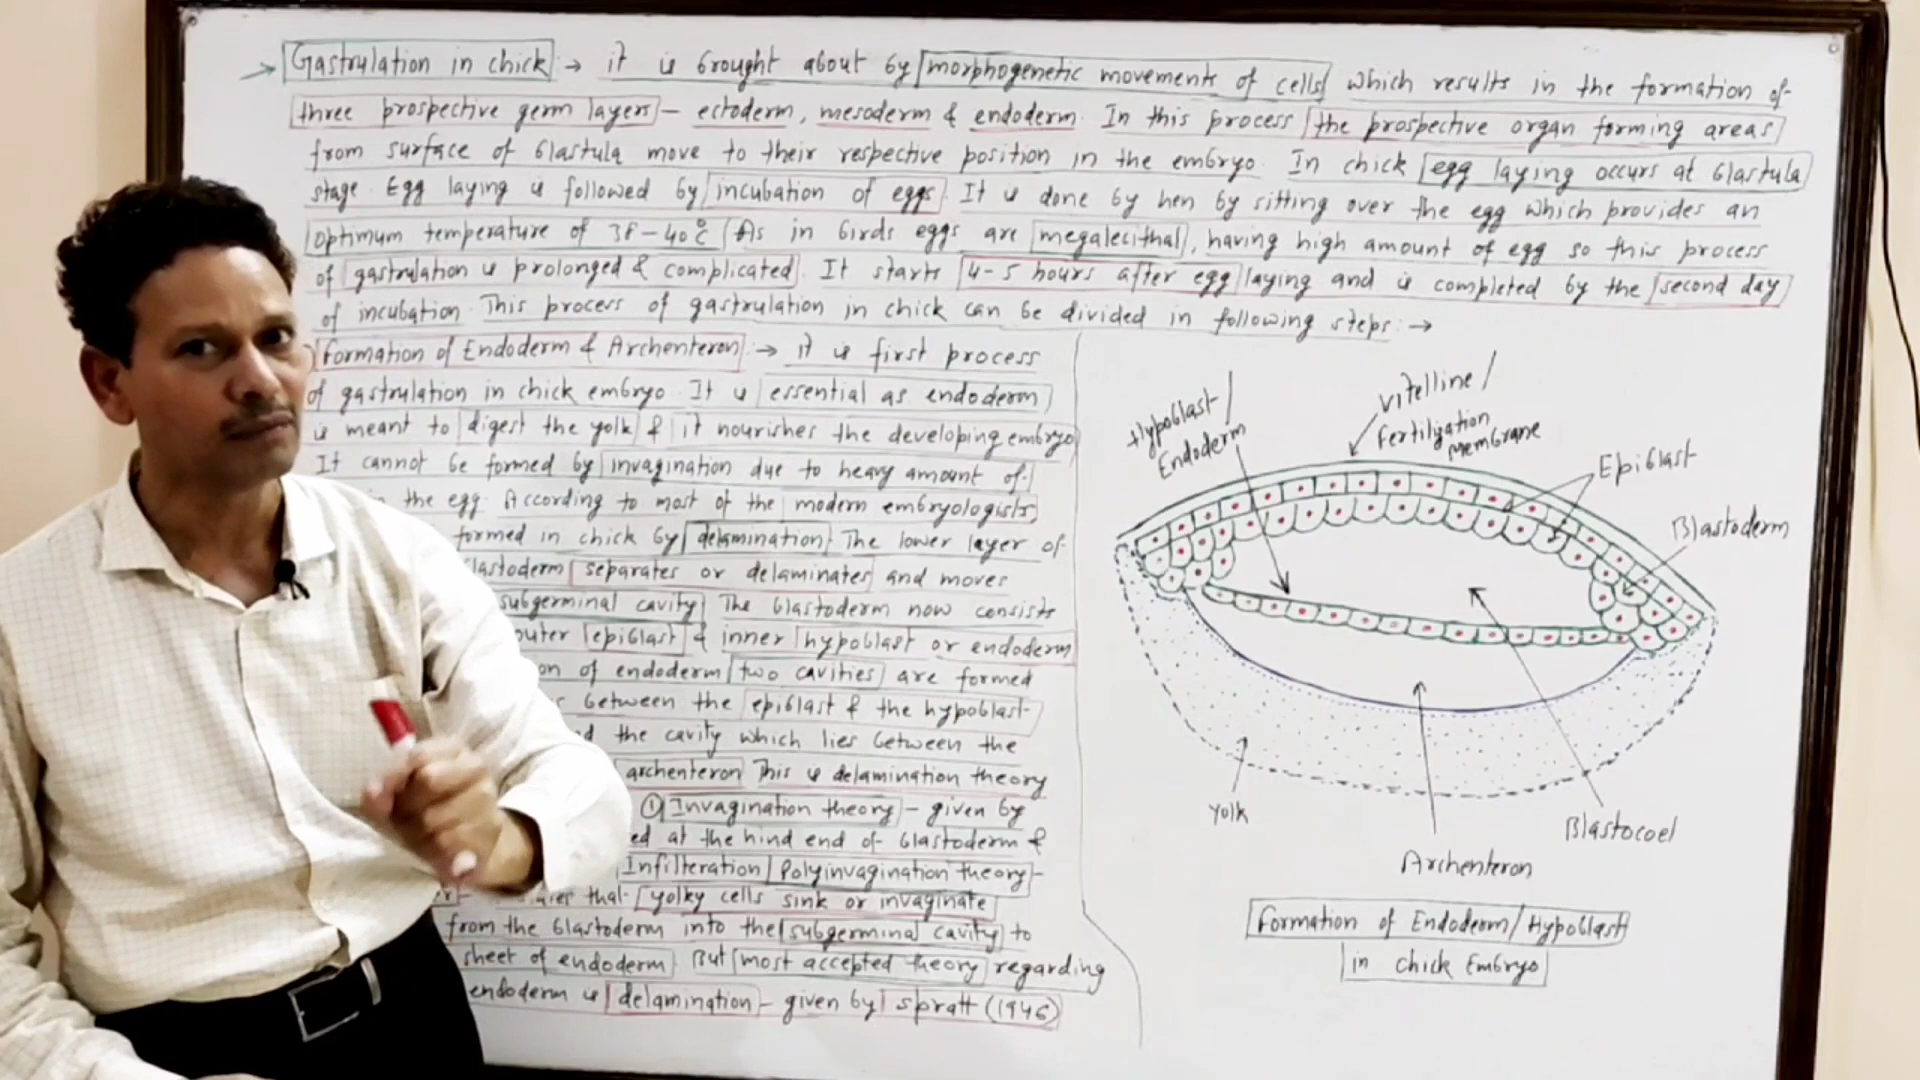 Gastrulation in chick → it is brought about by morphogenetic movements of cells which results in the formation of
three prospective germ layers – ectoderm, mesoderm & endoderm. In this process the prospective organ forming areas
from surface of blastula move to their respective position in the embryo. In chick egg laying occurs at blastula
stage. Egg laying is followed by incubation of eggs. It is done by hen by sitting over the egg which provides an
optimum temperature of 38-40°C. As in birds eggs are megalecithal, having high amount of egg so this process
of gastrulation is prolonged & complicated. It starts 4-5 hours after egg laying and is completed by the second day
of incubation. This process of gastrulation in chick can be divided in following steps: →
Formation of Endoderm & Archenteron → it is first process
of gastrulation in chick embryo. It is essential as endoderm
is meant to digest the yolk & it nourishes the developing embryo
It cannot be formed by invagination due to heavy amount of
in the egg. According to most of the modern embryologists,
formed in chick by delamination. The lower layer of
blastoderm separates or delaminates and moves
subgerminal cavity. The blastoderm now consists
outer epiblast & inner hypoblast or endoderm
of endoderm two cavities are formed
between the epiblast & the hypoblast
the cavity which lies between the
archenteron. This is delamination theory
① Invagination theory – given by
at the hind end of blastoderm &
Infilteration/Polyinvagination theory –
that yolky cells sink or invaginate
from the blastoderm into the subgerminal cavity to
sheet of endoderm. But most accepted theory regarding
endoderm is delamination – given by Spratt (1946)
Hypoblast/
Endoderm
Vitelline/
Fertilization
Membrane
Epiblast
Blastoderm
Yolk
Blastocoel
Archenteron
Formation of Endoderm/Hypoblast
in Chick Embryo